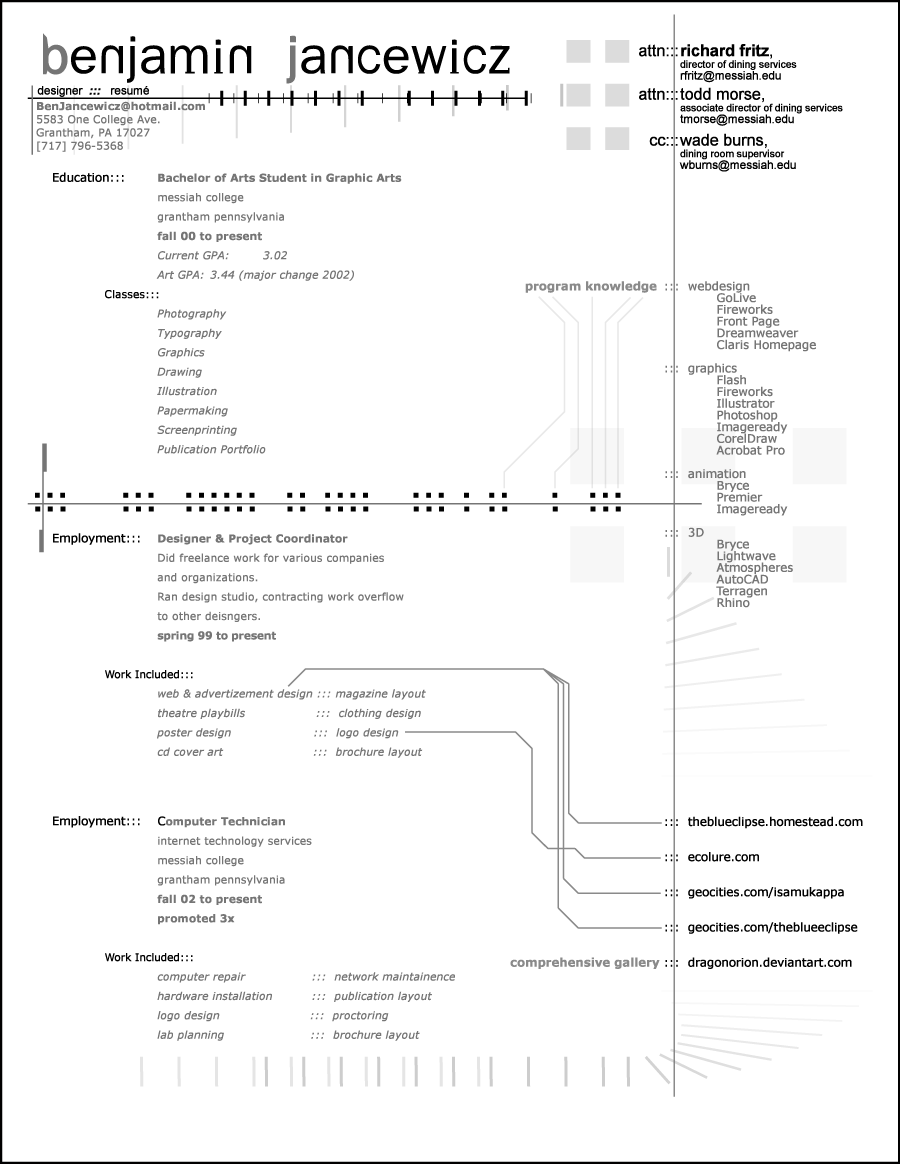 benjamin jancewicz
designer ::: resumé
BenJancewicz@hotmail.com
5583 One College Ave.
Grantham, PA 17027
[717] 796-5368
attn:::richard fritz,
director of dining services
rfritz@messiah.edu
attn:::todd morse,
associate director of dining services
tmorse@messiah.edu
cc:::wade burns,
dining room supervisor
wburns@messiah.edu
Education::: Bachelor of Arts Student in Graphic Arts
messiah college
grantham pennsylvania
fall 00 to present
Current GPA: 3.02
Art GPA: 3.44 (major change 2002)
Classes:::
Photography
Typography
Graphics
Drawing
Illustration
Papermaking
Screenprinting
Publication Portfolio
program knowledge ::: webdesign
GoLive
Fireworks
Front Page
Dreamweaver
Claris Homepage
::: graphics
Flash
Fireworks
Illustrator
Photoshop
Imageready
CorelDraw
Acrobat Pro
::: animation
Bryce
Premier
Imageready
::: 3D
Bryce
Lightwave
Atmospheres
AutoCAD
Terragen
Rhino
Employment::: Designer & Project Coordinator
Did freelance work for various companies
and organizations.
Ran design studio, contracting work overflow
to other deisngers.
spring 99 to present
Work Included:::
web & advertizement design ::: magazine layout
theatre playbills ::: clothing design
poster design ::: logo design
cd cover art ::: brochure layout
Employment::: Computer Technician
internet technology services
messiah college
grantham pennsylvania
fall 02 to present
promoted 3x
Work Included:::
computer repair ::: network maintainence
hardware installation ::: publication layout
logo design ::: proctoring
lab planning ::: brochure layout
::: theblueclipse.homestead.com
::: ecolure.com
::: geocities.com/isamukappa
::: geocities.com/theblueeclipse
comprehensive gallery ::: dragonorion.deviantart.com